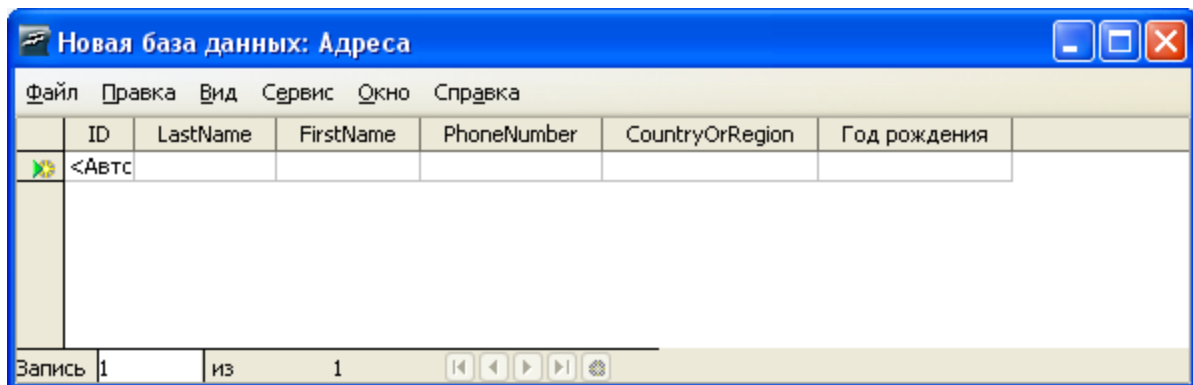 Новая база данных: Адреса
Файл Правка Вид Сервис Окно Справка
ID LastName FirstName PhoneNumber CountryOrRegion Год рождения
<Автс
Запись 1 из 1